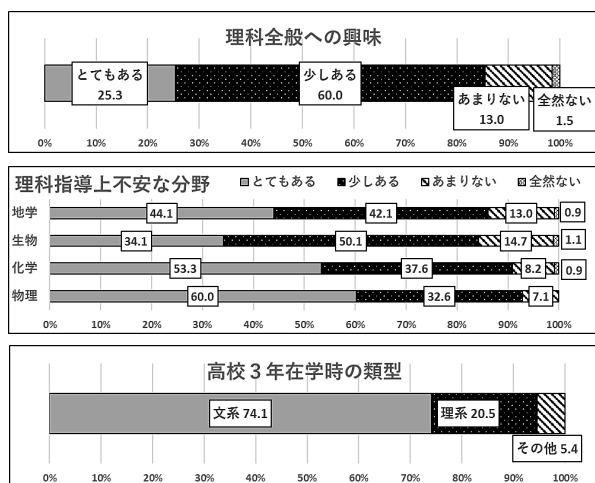 理科全般への興味
とてもある
25.3
少しある
60.0
あまりない
13.0
全然ない
1.5
0% 10% 20% 30% 40% 50% 60% 70% 80% 90% 100%
理科指導上不安な分野 とてもある 少しある あまりない 全然ない
地学 44.1 42.1 13.0 0.9
生物 34.1 50.1 14.7 1.1
化学 53.3 37.6 8.2 0.9
物理 60.0 32.6 7.1
0% 10% 20% 30% 40% 50% 60% 70% 80% 90% 100%
高校３年在学時の類型
文系 74.1 理系 20.5
その他 5.4
0% 10% 20% 30% 40% 50% 60% 70% 80% 90% 100%